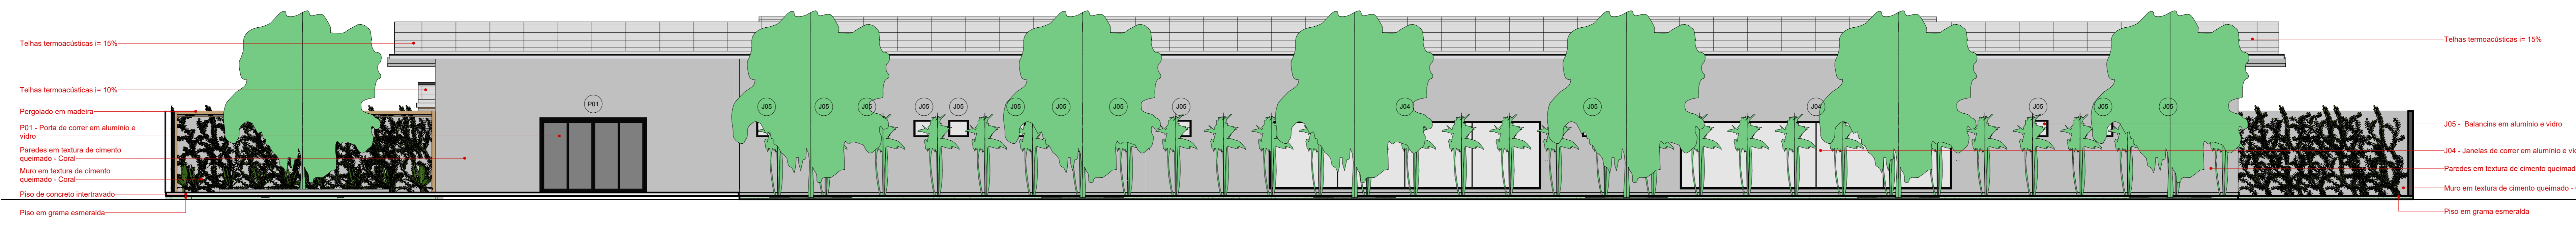 Telhas termoacústicas i= 15%
Telhas termoacústicas i= 10%
Pergolado em madeira
P01 - Porta de correr em alumínio e
vidro
Paredes em textura de cimento
queimado - Coral
Muro em textura de cimento
queimado - Coral
Piso de concreto intertravado
Piso em grama esmeralda
P01
J05
J05
J05
J05
J05
J05
J05
J05
J05
J04
J05
J04
J05
J05
J05
Telhas termoacústicas i= 15%
J05 - Balancins em alumínio e vidro
J04 - Janelas de correr em alumínio e
Paredes em textura de cimento
Muro em textura de cimento queimado -
Piso em grama esmeralda